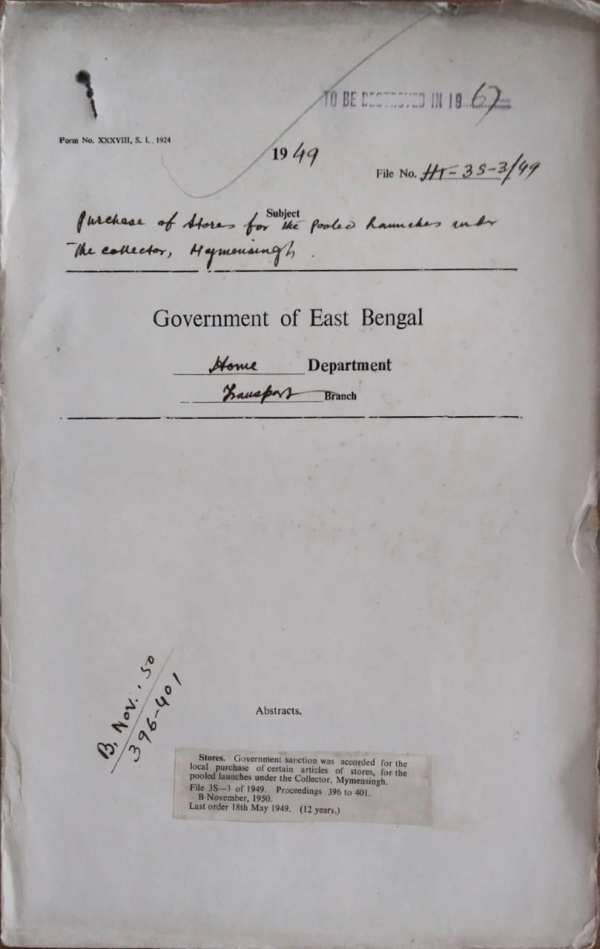 TO BE DESTROYED IN 1967
Form No. XXXVIII, S. I., 1924
1949
File No. HT-3S-3/49
Subject
Purchase of Stores for the pooled Launches under
the collector, Mymensingh.
Government of East Bengal
Home Department
Transport Branch
B. Nov. '50
396-401
Abstracts.
Stores. Government sanction was accorded for the
local purchase of certain articles of stores, for the
pooled launches under the Collector, Mymensingh.
File 3S—3 of 1949. Proceedings 396 to 401.
B November, 1950.
Last order 18th May 1949. (12 years.)